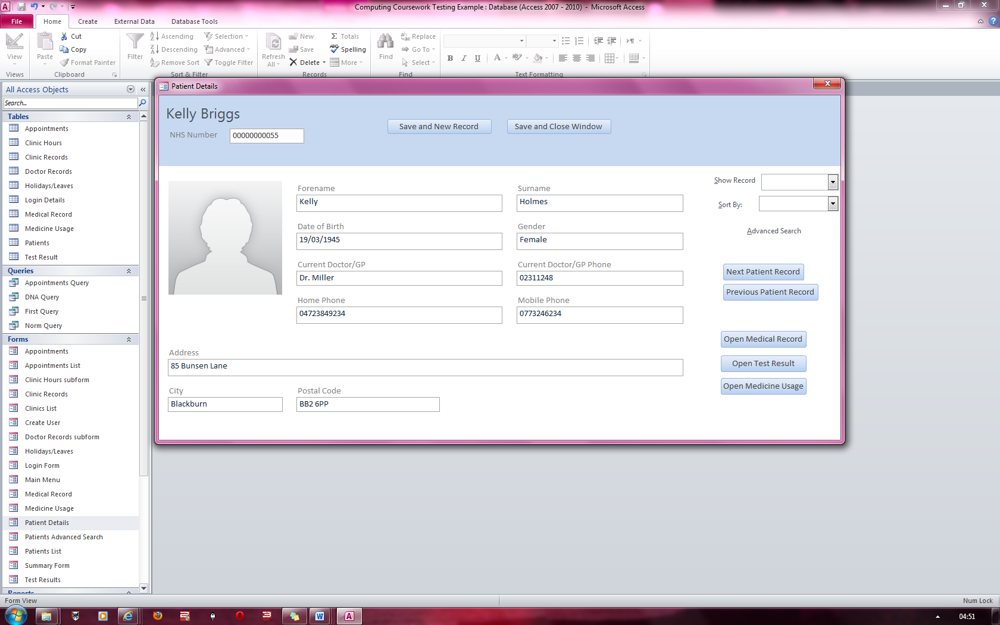 Computing Coursework Testing Example : Database (Access 2007 - 2010) - Microsoft Access
File Home Create External Data Database Tools
View
Views
Paste
Cut
Copy
Format Painter
Clipboard
Filter
Ascending
Descending
Remove Sort
Selection
Advanced
Toggle Filter
Sort & Filter
Refresh
All
New
Save
Delete
Totals
Spelling
More
Records
Find
Replace
Go To
Select
Find
B I U A
Text Formatting
All Access Objects
Search...
Tables
Appointments
Clinic Hours
Clinic Records
Doctor Records
Holidays/Leaves
Login Details
Medical Record
Medicine Usage
Patients
Test Result
Queries
Appointments Query
DNA Query
First Query
Norm Query
Forms
Appointments
Appointments List
Clinic Hours subform
Clinic Records
Clinics List
Create User
Doctor Records subform
Holidays/Leaves
Login Form
Main Menu
Medical Record
Medicine Usage
Patient Details
Patients Advanced Search
Patients List
Summary Form
Test Results
Reports
Patient Details
Kelly Briggs
NHS Number 00000000055
Save and New Record Save and Close Window
Forename Surname
Kelly Holmes
Date of Birth Gender
19/03/1945 Female
Current Doctor/GP Current Doctor/GP Phone
Dr. Miller 02311248
Home Phone Mobile Phone
04723849234 0773246234
Address
85 Bunsen Lane
City Postal Code
Blackburn BB2 6PP
Show Record
Sort By:
Advanced Search
Next Patient Record
Previous Patient Record
Open Medical Record
Open Test Result
Open Medicine Usage
Form View Num Lock
04:51